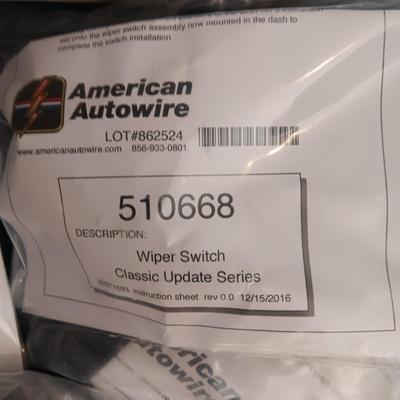 set onto the wiper switch assembly now mounted in the dash to
complete the switch installation.
American
Autowire
LOT#862524
www.americanautowire.com 856-933-0801
510668
DESCRIPTION:
Wiper Switch
Classic Update Series
instruction sheet rev 0.0 12/15/2016
American